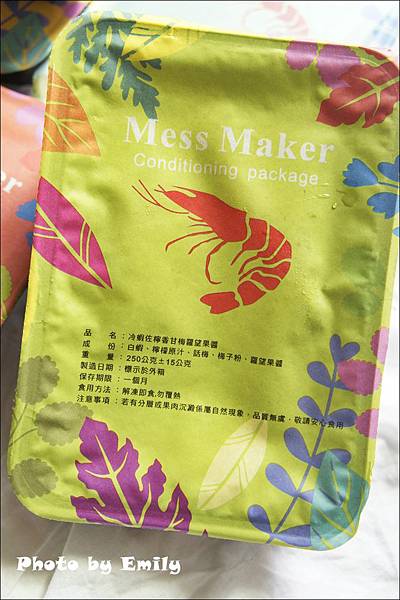 Mess Maker
Conditioning package
品名：冷蝦佐檸香甘梅羅望果醬
成份：白蝦、檸檬原汁、話梅、梅子粉、羅望果醬
重量：250公克±15公克
製造日期：標示於外箱
保存期限：一個月
食用方法：解凍即食,勿覆熱
注意事項：若有分層或果肉沉澱係屬自然現象，品質無虞，敬請安心食用
ker
Photo by Emily